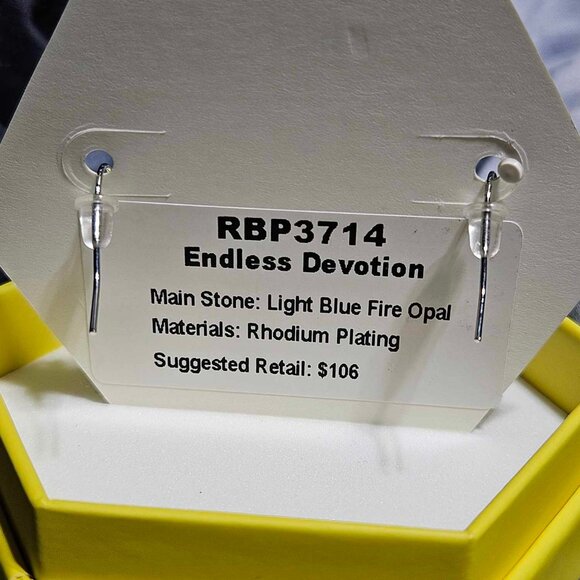 RBP3714
Endless Devotion
Main Stone: Light Blue Fire Opal
Materials: Rhodium Plating
Suggested Retail: $106